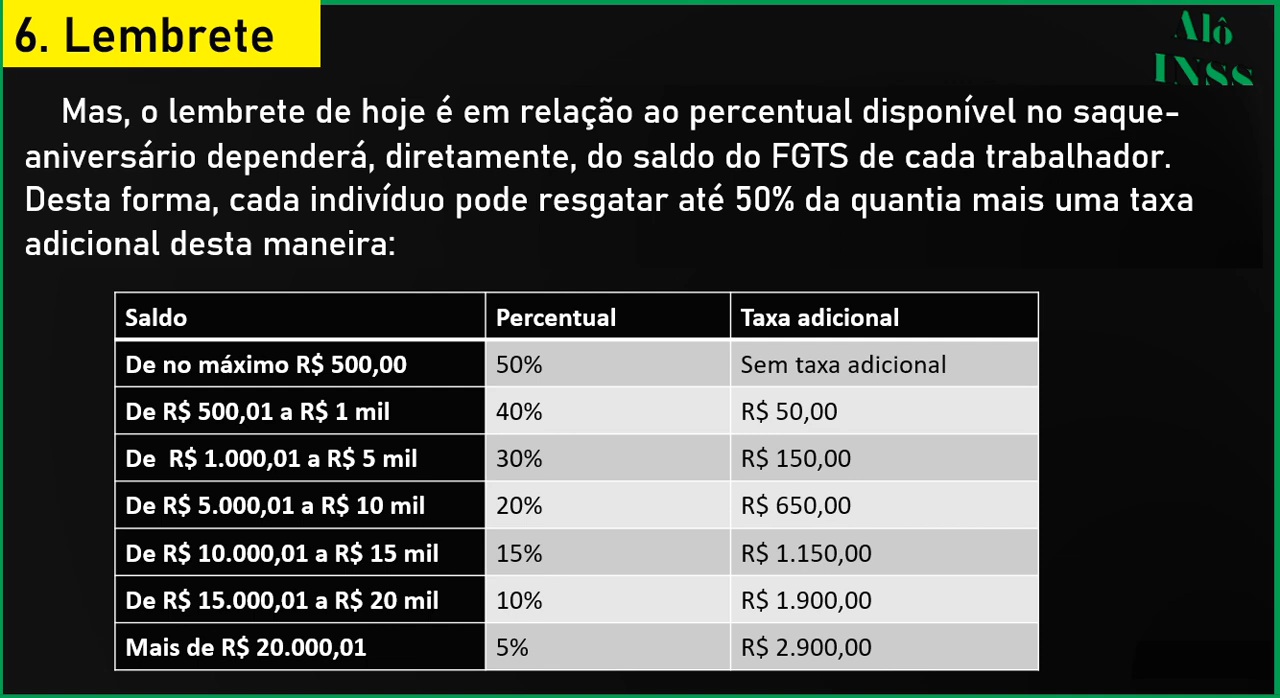 6. Lembrete
Alô
INSS
Mas, o lembrete de hoje é em relação ao percentual disponível no saque-
aniversário dependerá, diretamente, do saldo do FGTS de cada trabalhador.
Desta forma, cada indivíduo pode resgatar até 50% da quantia mais uma taxa
adicional desta maneira:
Saldo Percentual Taxa adicional
De no máximo R$ 500,00 50% Sem taxa adicional
De R$ 500,01 a R$ 1 mil 40% R$ 50,00
De R$ 1.000,01 a R$ 5 mil 30% R$ 150,00
De R$ 5.000,01 a R$ 10 mil 20% R$ 650,00
De R$ 10.000,01 a R$ 15 mil 15% R$ 1.150,00
De R$ 15.000,01 a R$ 20 mil 10% R$ 1.900,00
Mais de R$ 20.000,01 5% R$ 2.900,00